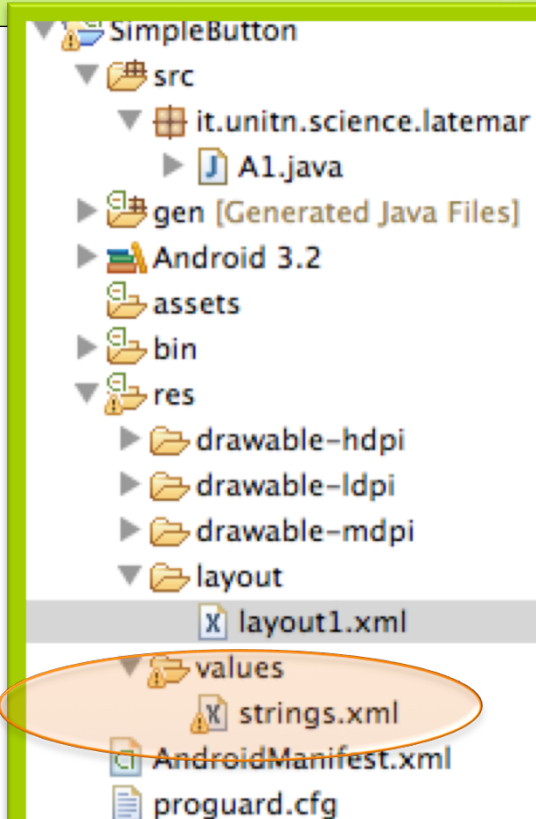 SimpleButton
src
it.unitn.science.latemar
A1.java
gen [Generated Java Files]
Android 3.2
assets
bin
res
drawable-hdpi
drawable-ldpi
drawable-mdpi
layout
layout1.xml
values
strings.xml
AndroidManifest.xml
proguard.cfg